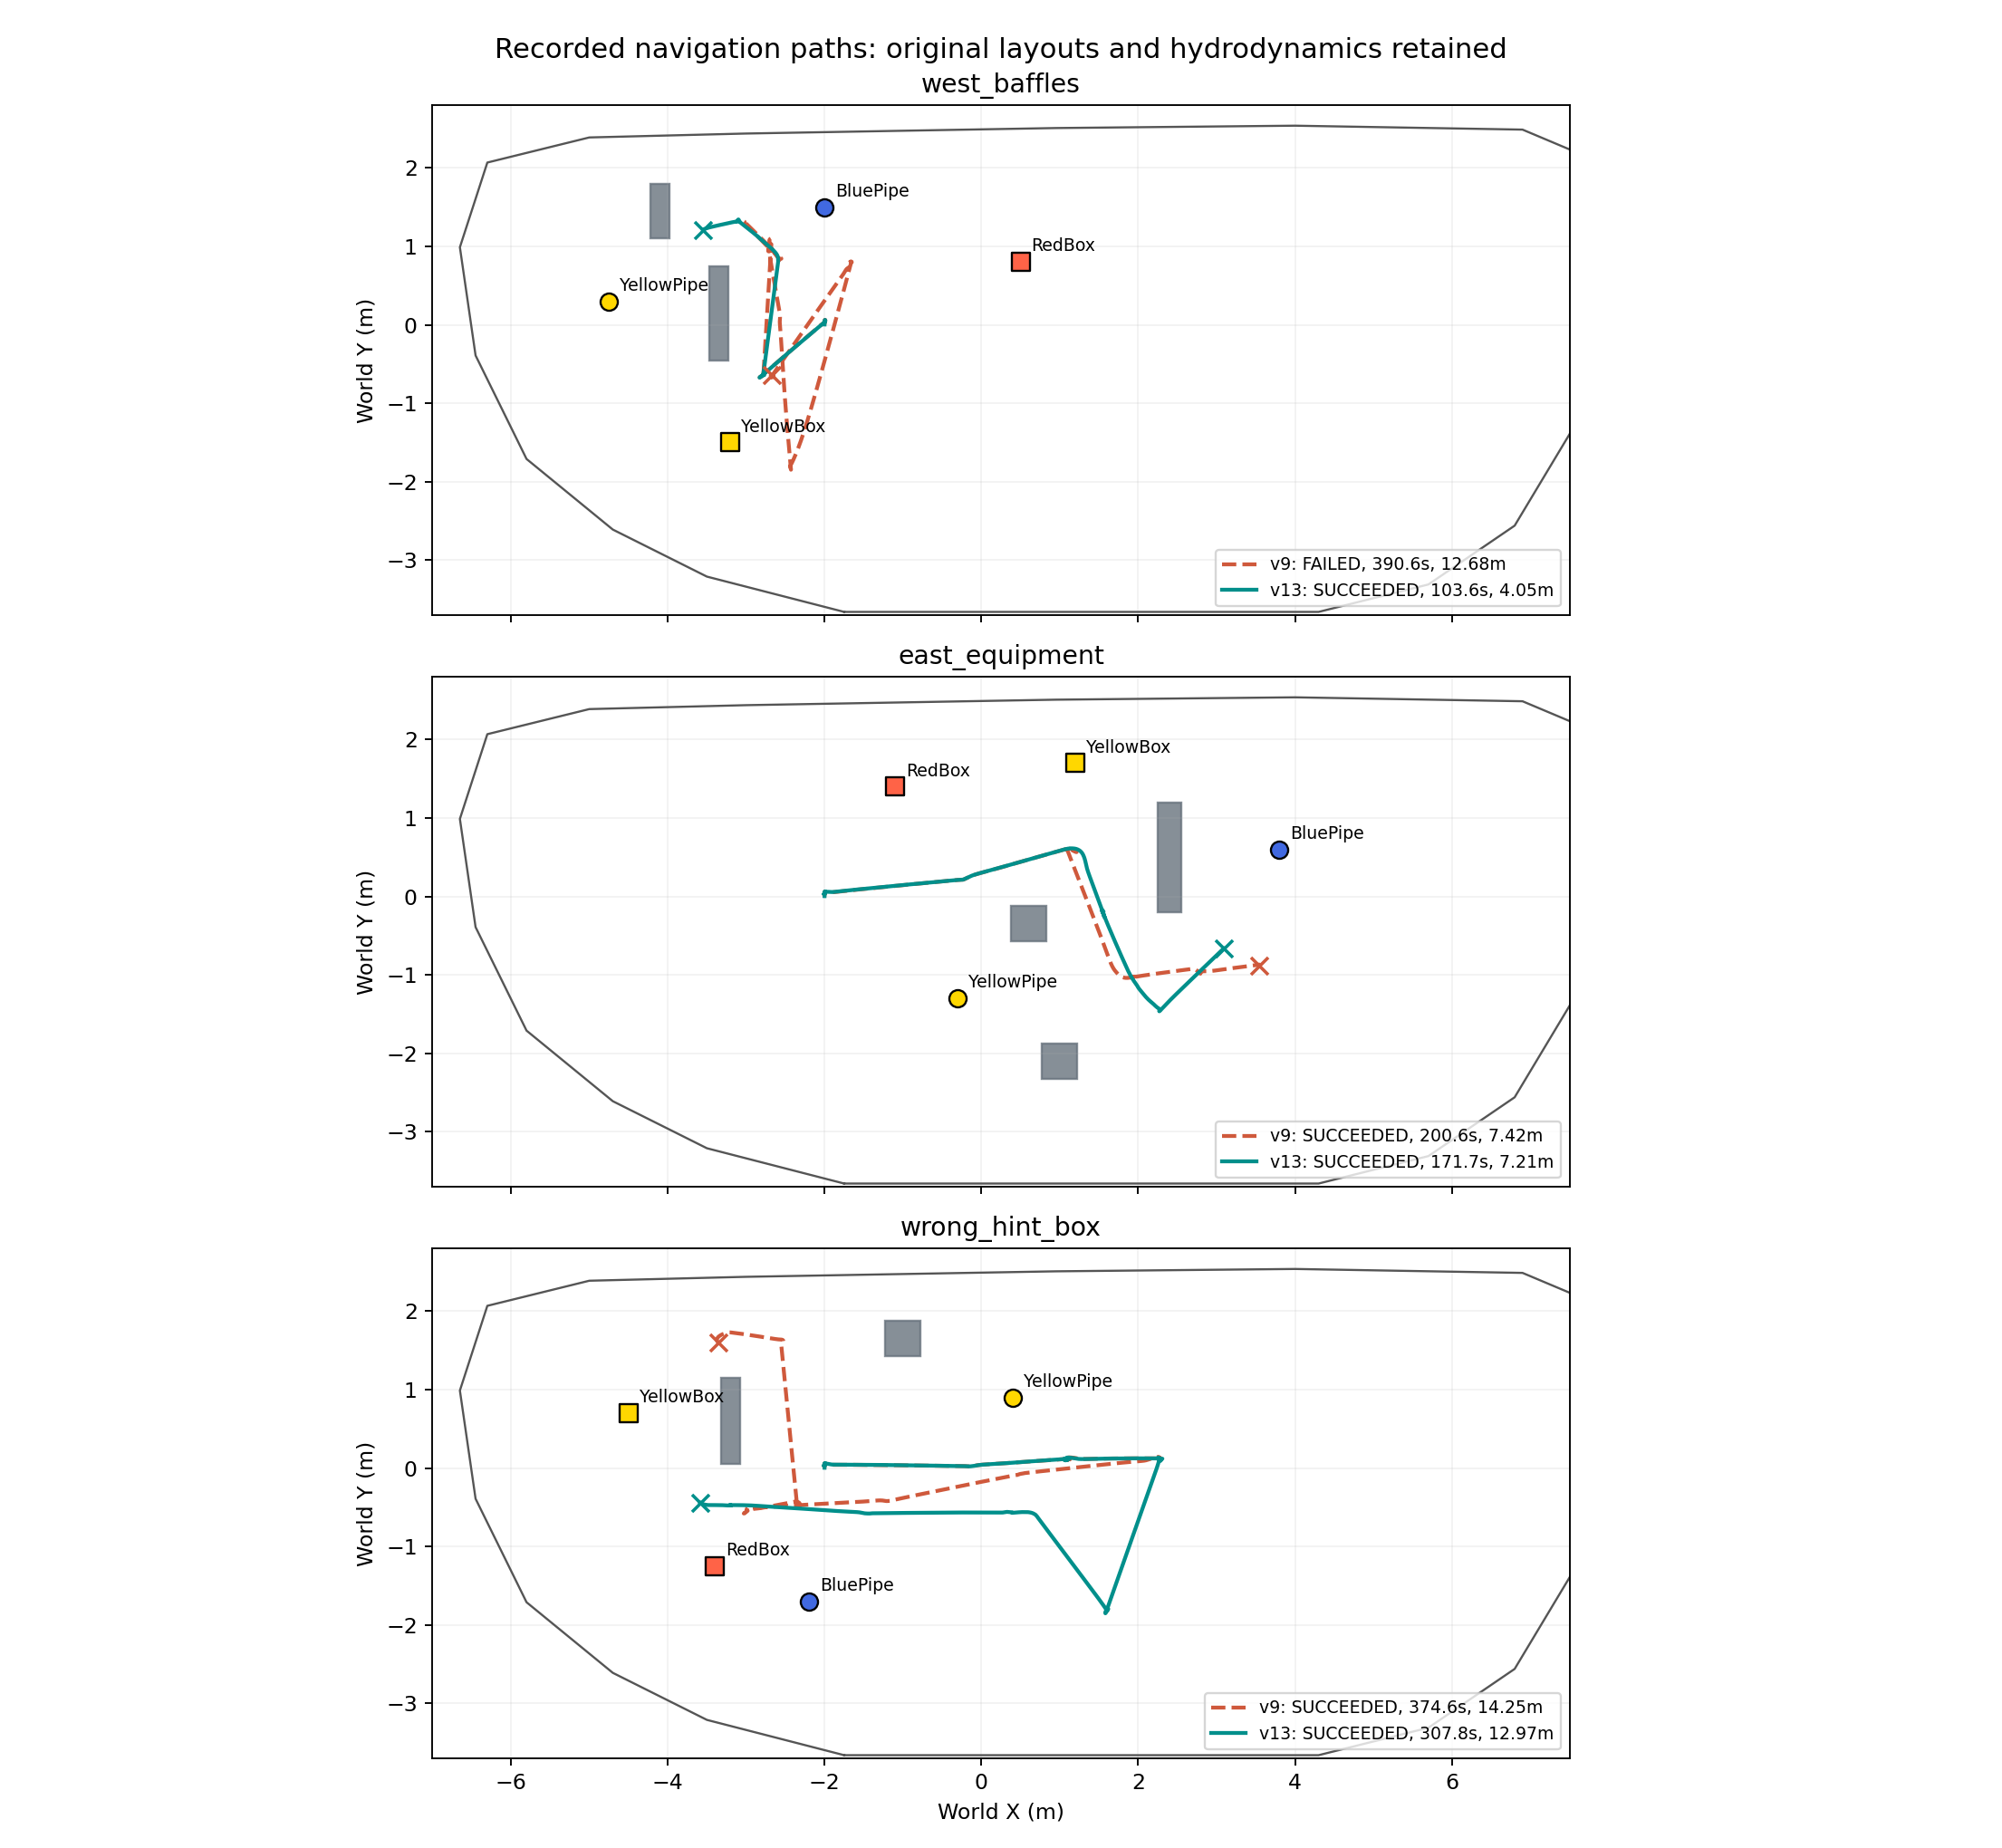 Recorded navigation paths: original layouts and hydrodynamics retained
west_baffles
2
1
0
−1
−2
−3
World Y (m)
BluePipe
RedBox
YellowPipe
YellowBox
v9: FAILED, 390.6s, 12.68m
v13: SUCCEEDED, 103.6s, 4.05m
east_equipment
2
1
0
−1
−2
−3
World Y (m)
YellowBox
RedBox
BluePipe
YellowPipe
v9: SUCCEEDED, 200.6s, 7.42m
v13: SUCCEEDED, 171.7s, 7.21m
wrong_hint_box
2
1
0
−1
−2
−3
World Y (m)
YellowPipe
YellowBox
RedBox
BluePipe
v9: SUCCEEDED, 374.6s, 14.25m
v13: SUCCEEDED, 307.8s, 12.97m
−6 −4 −2 0 2 4 6
World X (m)